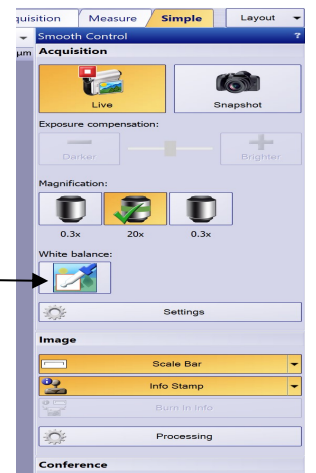 quisition Measure Simple Layout
Smooth Control ?
µm Acquisition
Live Snapshot
Exposure compensation:
Darker Brighter
Magnification:
0.3x 20x 0.3x
White balance:
Settings
Image
Scale Bar
Info Stamp
Burn In Info
Processing
Conference